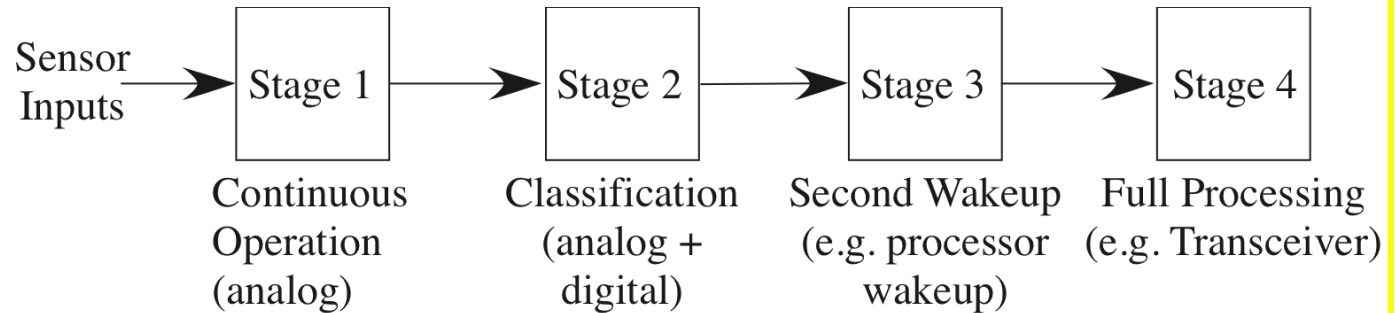 Sensor
Inputs
Stage 1
Stage 2
Stage 3
Stage 4
Continuous
Operation
(analog)
Classification
(analog +
digital)
Second Wakeup
(e.g. processor
wakeup)
Full Processing
(e.g. Transceiver)